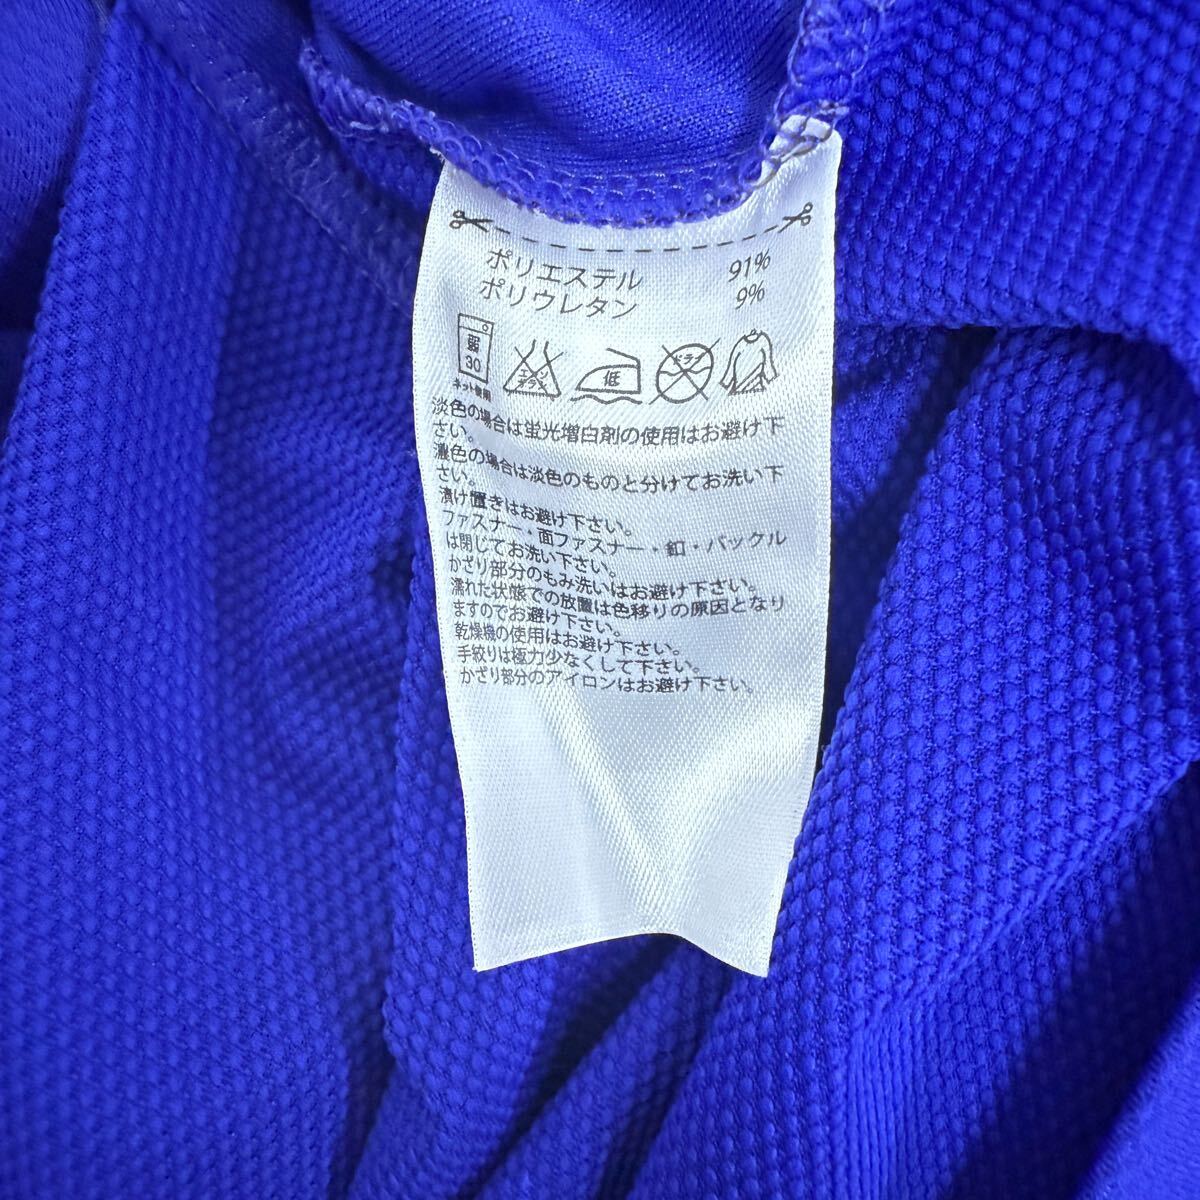 ポリエステル 91%
ポリウレタン 9%
弱
30
ネット使用
エンソ
サラシ
低
ドライ
淡色の場合は蛍光増白剤の使用はお避け下
さい。
濃色の場合は淡色のものと分けてお洗い下
さい。
漬け置きはお避け下さい。
ファスナー・面ファスナー・釦・バックル
は閉じてお洗い下さい。
かざり部分のもみ洗いはお避け下さい。
濡れた状態での放置は色移りの原因となり
ますのでお避け下さい。
乾燥機の使用はお避け下さい。
手絞りは極力少なくして下さい。
かざり部分のアイロンはお避け下さい。